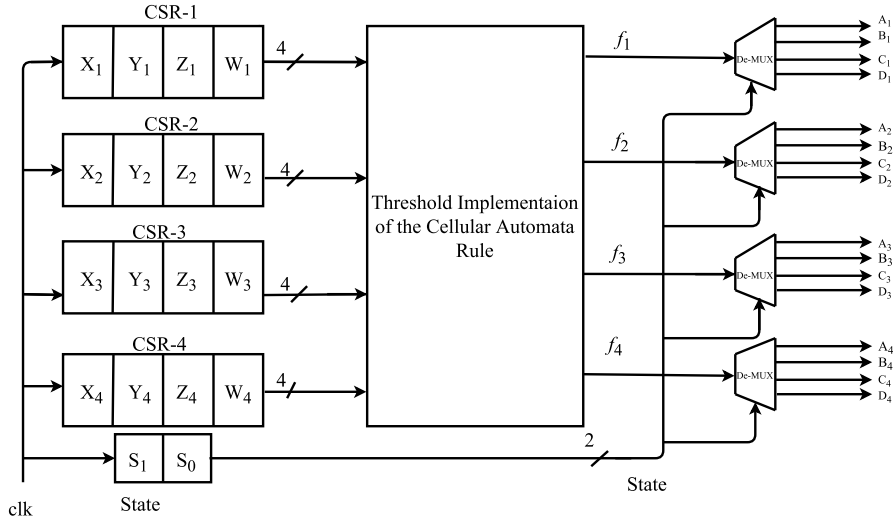 CSR-1
X1 Y1 Z1 W1
4
CSR-2
X2 Y2 Z2 W2
4
CSR-3
X3 Y3 Z3 W3
4
CSR-4
X4 Y4 Z4 W4
4
S1 S0
clk
State
Threshold Implementaion
of the Cellular Automata
Rule
f1
f2
f3
f4
2
State
De-MUX
A1
B1
C1
D1
De-MUX
A2
B2
C2
D2
De-MUX
A3
B3
C3
D3
De-MUX
A4
B4
C4
D4